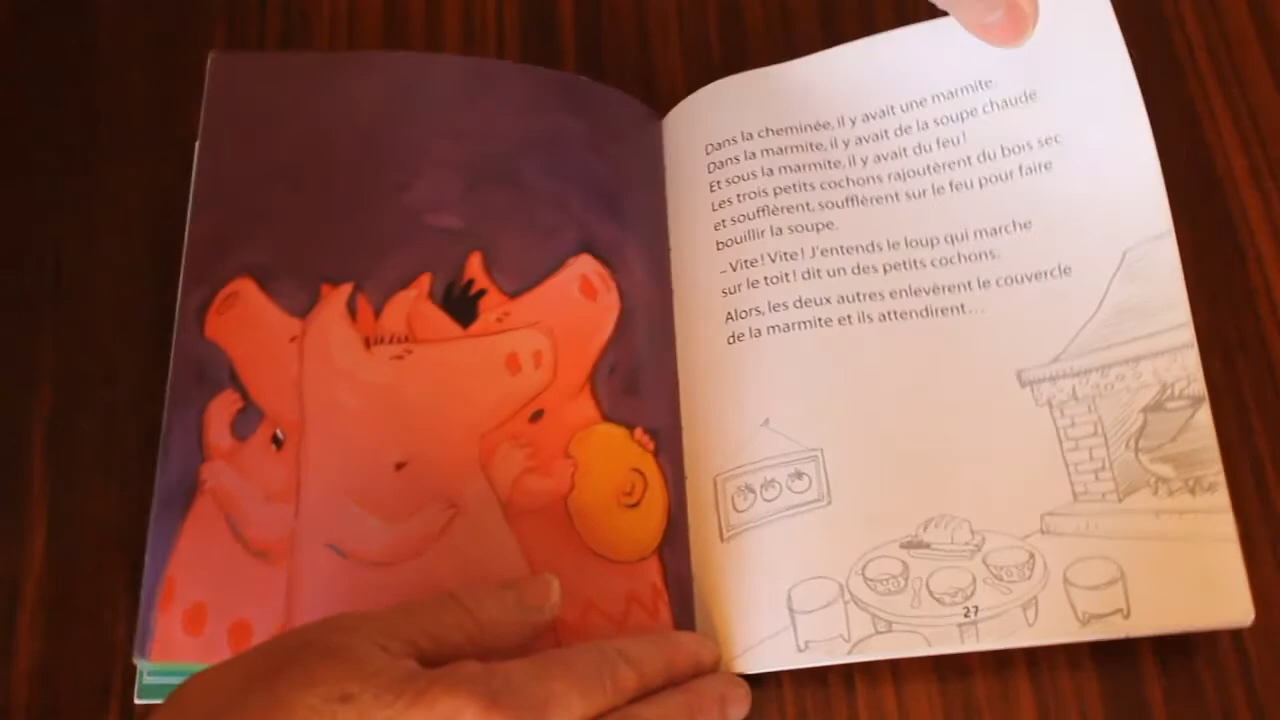 Dans la cheminée, il y avait une marmite.
Dans la marmite, il y avait de la soupe chaude.
Et sous la marmite, il y avait du feu !
Les trois petits cochons rajoutèrent du bois sec
et soufflèrent, soufflèrent sur le feu pour faire
bouillir la soupe.
– Vite ! Vite ! J'entends le loup qui marche
sur le toit ! dit un des petits cochons.
Alors, les deux autres enlevèrent le couvercle
de la marmite et ils attendirent…
27